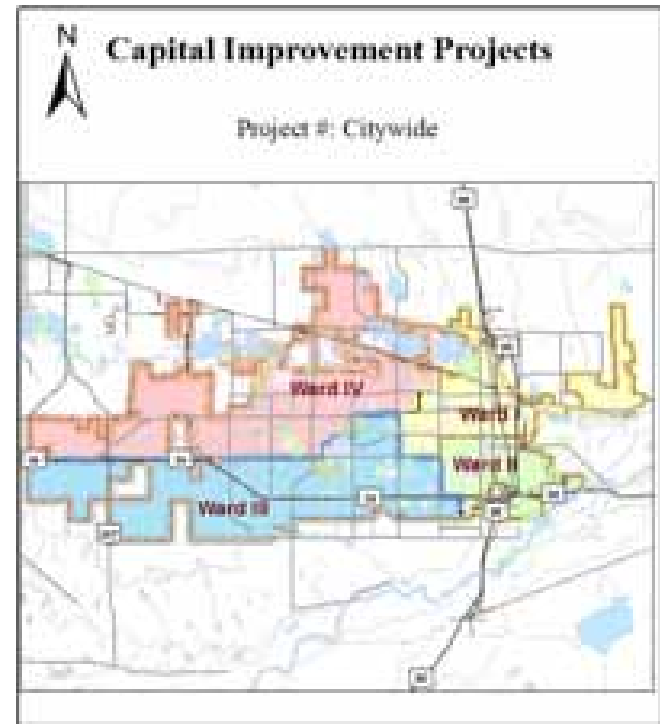 N
Capital Improvement Projects
Project #: Citywide
Ward IV
Ward I
Ward II
Ward III